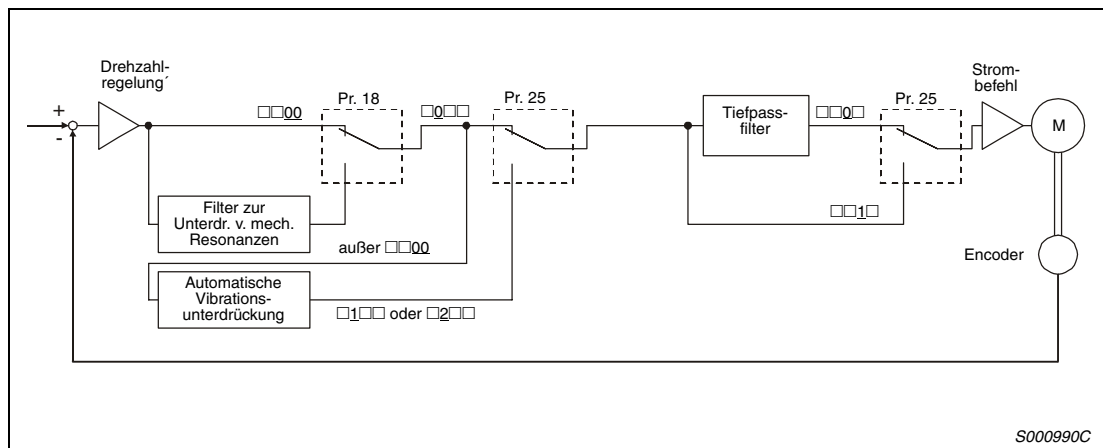 Drehzahl-
regelung´
+
-
□□00
Pr. 18
□0□□
Pr. 25
Tiefpass-
filter
□□0□
Pr. 25
Strom-
befehl
M
Filter zur
Unterdr. v. mech.
Resonanzen
außer □□00
□□1□
Encoder
Automatische
Vibrations-
unterdrückung
□1□□ oder □2□□
S000990C